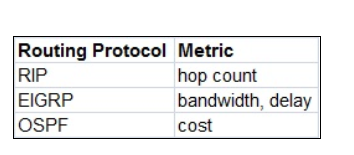 Routing Protocol Metric
RIP hop count
EIGRP bandwidth, delay
OSPF cost